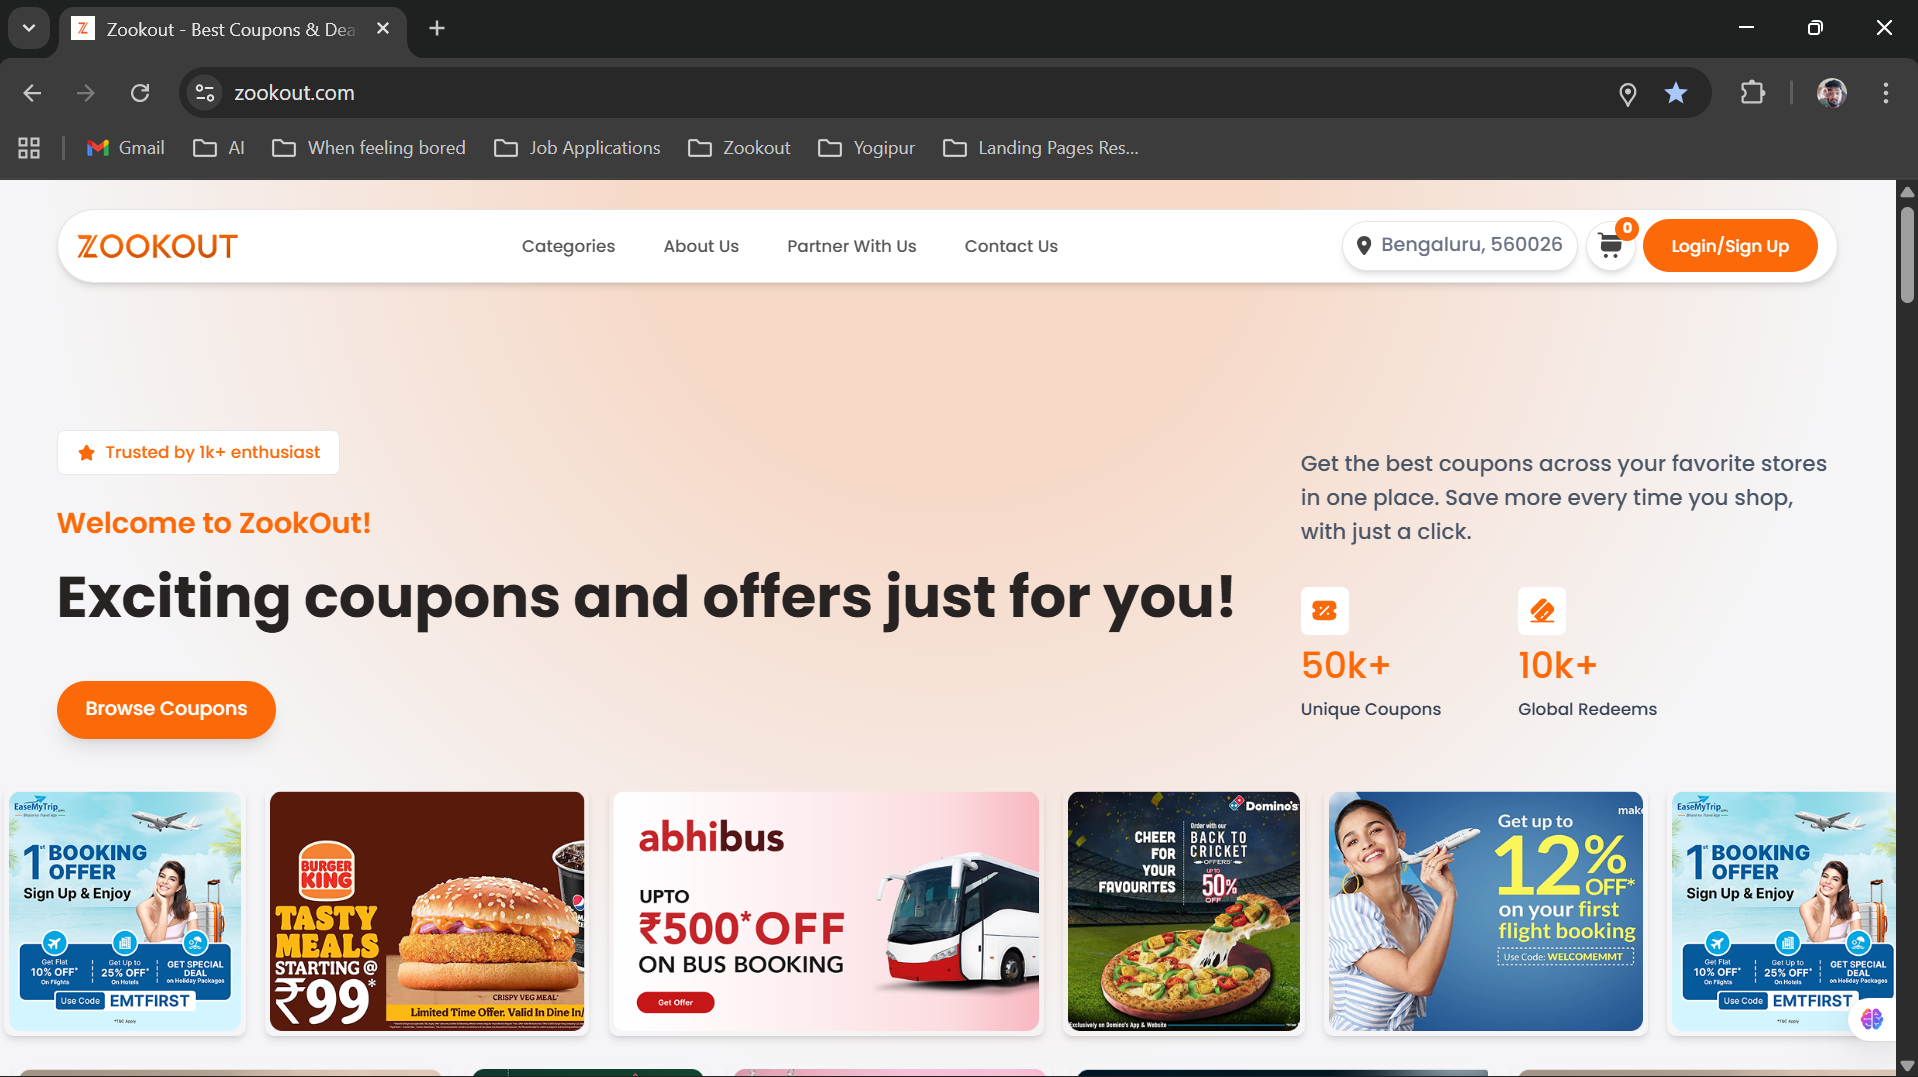 Zookout - Best Coupons & Dea
zookout.com
Gmail
AI
When feeling bored
Job Applications
Zookout
Yogipur
Landing Pages Res...
ZOOKOUT
Categories
About Us
Partner With Us
Contact Us
Bengaluru, 560026
0
Login/Sign Up
Trusted by 1k+ enthusiast
Welcome to ZookOut!
Exciting coupons and offers just for you!
Browse Coupons
Get the best coupons across your favorite stores
in one place. Save more every time you shop,
with just a click.
50k+
Unique Coupons
10k+
Global Redeems
EaseMyTrip
1st BOOKING
OFFER
Sign Up & Enjoy
Get Flat
10% OFF*
On Flights
Get Up to
25% OFF*
On Hotels
GET SPECIAL
DEAL
on Holiday Packages
Use Code EMTFIRST
*T&C Apply
BURGER
KING
TASTY
MEALS
STARTING @
₹99*
CRISPY VEG MEAL*
Limited Time Offer. Valid In Dine In/
abhibus
UPTO
₹500*OFF
ON BUS BOOKING
Get Offer
Domino's
CHEER
FOR
YOUR
FAVOURITES
Order with our
BACK TO
CRICKET
OFFERS*
UP TO
50%
OFF
Exclusively on Domino's App & Website
make
Get up to
12%
OFF*
on your first
flight booking
Use Code: WELCOMEMMT
EaseMyTrip
1st BOOKING
OFFER
Sign Up & Enjoy
Get Flat
10% OFF*
On Flights
Get Up to
25% OFF*
On Hotels
GET SPECIAL
DEAL
on Holiday Packages
Use Code EMTFIRST
*T&C Apply